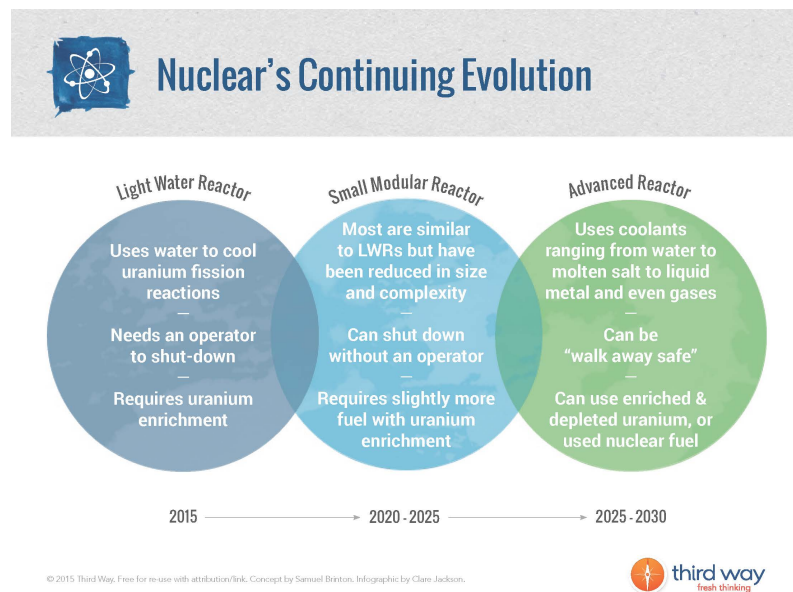 Nuclear's Continuing Evolution
Light Water Reactor
Uses water to cool
uranium fission
reactions
—
Needs an operator
to shut-down
—
Requires uranium
enrichment
Small Modular Reactor
Most are similar
to LWRs but have
been reduced in size
and complexity
—
Can shut down
without an operator
—
Requires slightly more
fuel with uranium
enrichment
Advanced Reactor
Uses coolants
ranging from water to
molten salt to liquid
metal and even gases
—
Can be
“walk away safe”
—
Can use enriched &
depleted uranium, or
used nuclear fuel
2015 2020 - 2025 2025 - 2030
© 2015 Third Way. Free for re-use with attribution/link. Concept by Samuel Brinton. Infographic by Clare Jackson.
third way
fresh thinking